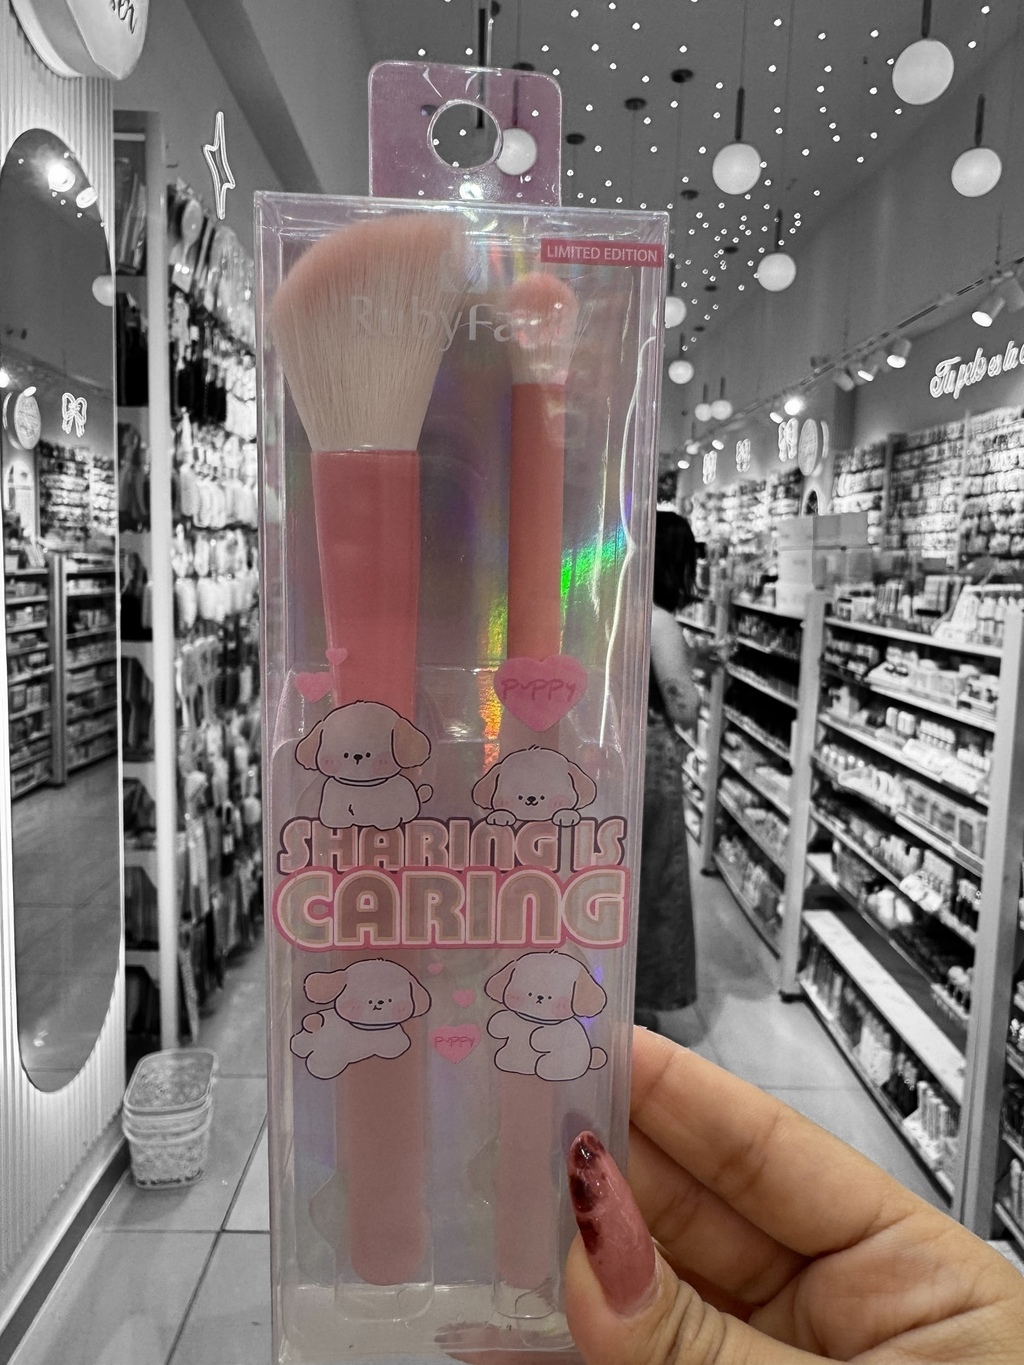 LIMITED EDITION
puppy
SHARING IS
CARING
puppy